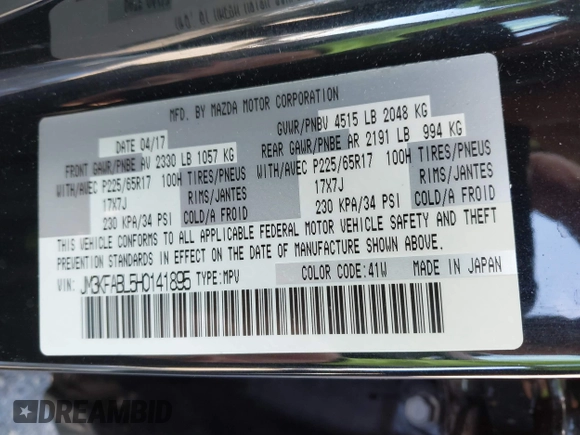 MFD. BY MAZDA MOTOR CORPORATION
DATE 04/17 GVWR/PNBV 4515 LB 2048 KG
FRONT GAWR/PNBE AV 2330 LB 1057 KG REAR GAWR/PNBE AR 2191 LB 994 KG
WITH/AVEC P225/65R17 100H TIRES/PNEUS WITH/AVEC P225/65R17 100H TIRES/PNEUS
17X7J RIMS/JANTES 17X7J RIMS/JANTES
230 KPA/34 PSI COLD/A FROID 230 KPA/34 PSI COLD/A FROID
THIS VEHICLE CONFORMS TO ALL APPLICABLE FEDERAL MOTOR VEHICLE SAFETY AND THEFT
PREVENTION STANDARDS IN EFFECT ON THE DATE OF MANUFACTURE SHOWN ABOVE.
VIN: JM3KFABL5H0141895 TYPE:MPV COLOR CODE:41W MADE IN JAPAN
DREAMBID